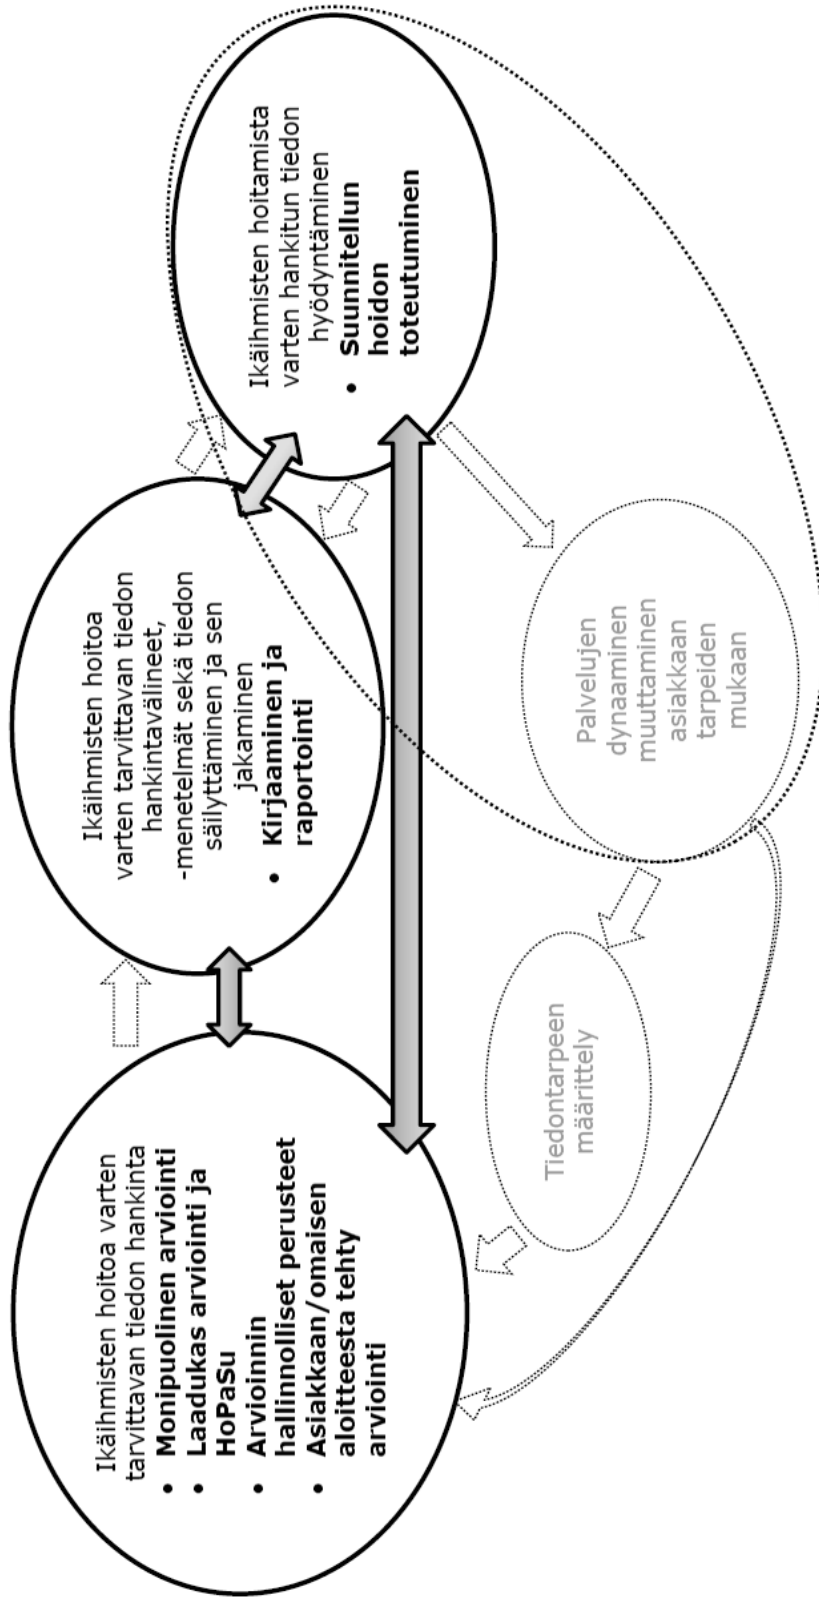 Ikäihmisten hoitoa varten
tarvittavan tiedon hankinta
• Monipuolinen arviointi
• Laadukas arviointi ja
HoPaSu
• Arvioinnin
hallinnolliset perusteet
• Asiakkaan/omaisen
aloitteesta tehty
arviointi
Ikäihmisten hoitoa
varten tarvittavan tiedon
hankintavälineet,
-menetelmät sekä tiedon
säilyttäminen ja sen
jakaminen
• Kirjaaminen ja
raportointi
Ikäihmisten hoitamista
varten hankitun tiedon
hyödyntäminen
• Suunnitellun
hoidon
toteutuminen
Tiedontarpeen
määrittely
Palvelujen
dynaaminen
muuttaminen
asiakkaan
tarpeiden
mukaan